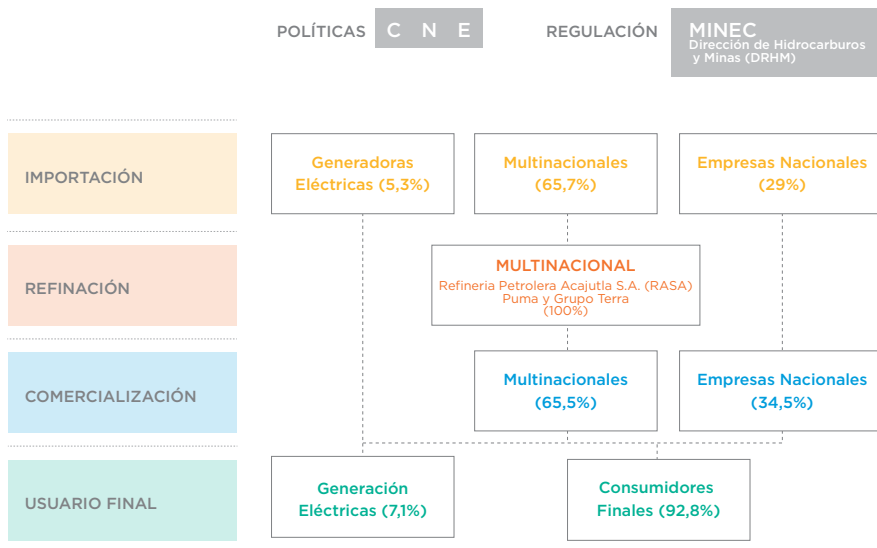 POLÍTICAS
C N E
REGULACIÓN
MINEC
Dirección de Hidrocarburos
y Minas (DRHM)
IMPORTACIÓN
Generadoras
Eléctricas (5,3%)
Multinacionales
(65,7%)
Empresas Nacionales
(29%)
REFINACIÓN
MULTINACIONAL
Refineria Petrolera Acajutla S.A. (RASA)
Puma y Grupo Terra
(100%)
COMERCIALIZACIÓN
Multinacionales
(65,5%)
Empresas Nacionales
(34,5%)
USUARIO FINAL
Generación
Eléctricas (7,1%)
Consumidores
Finales (92,8%)